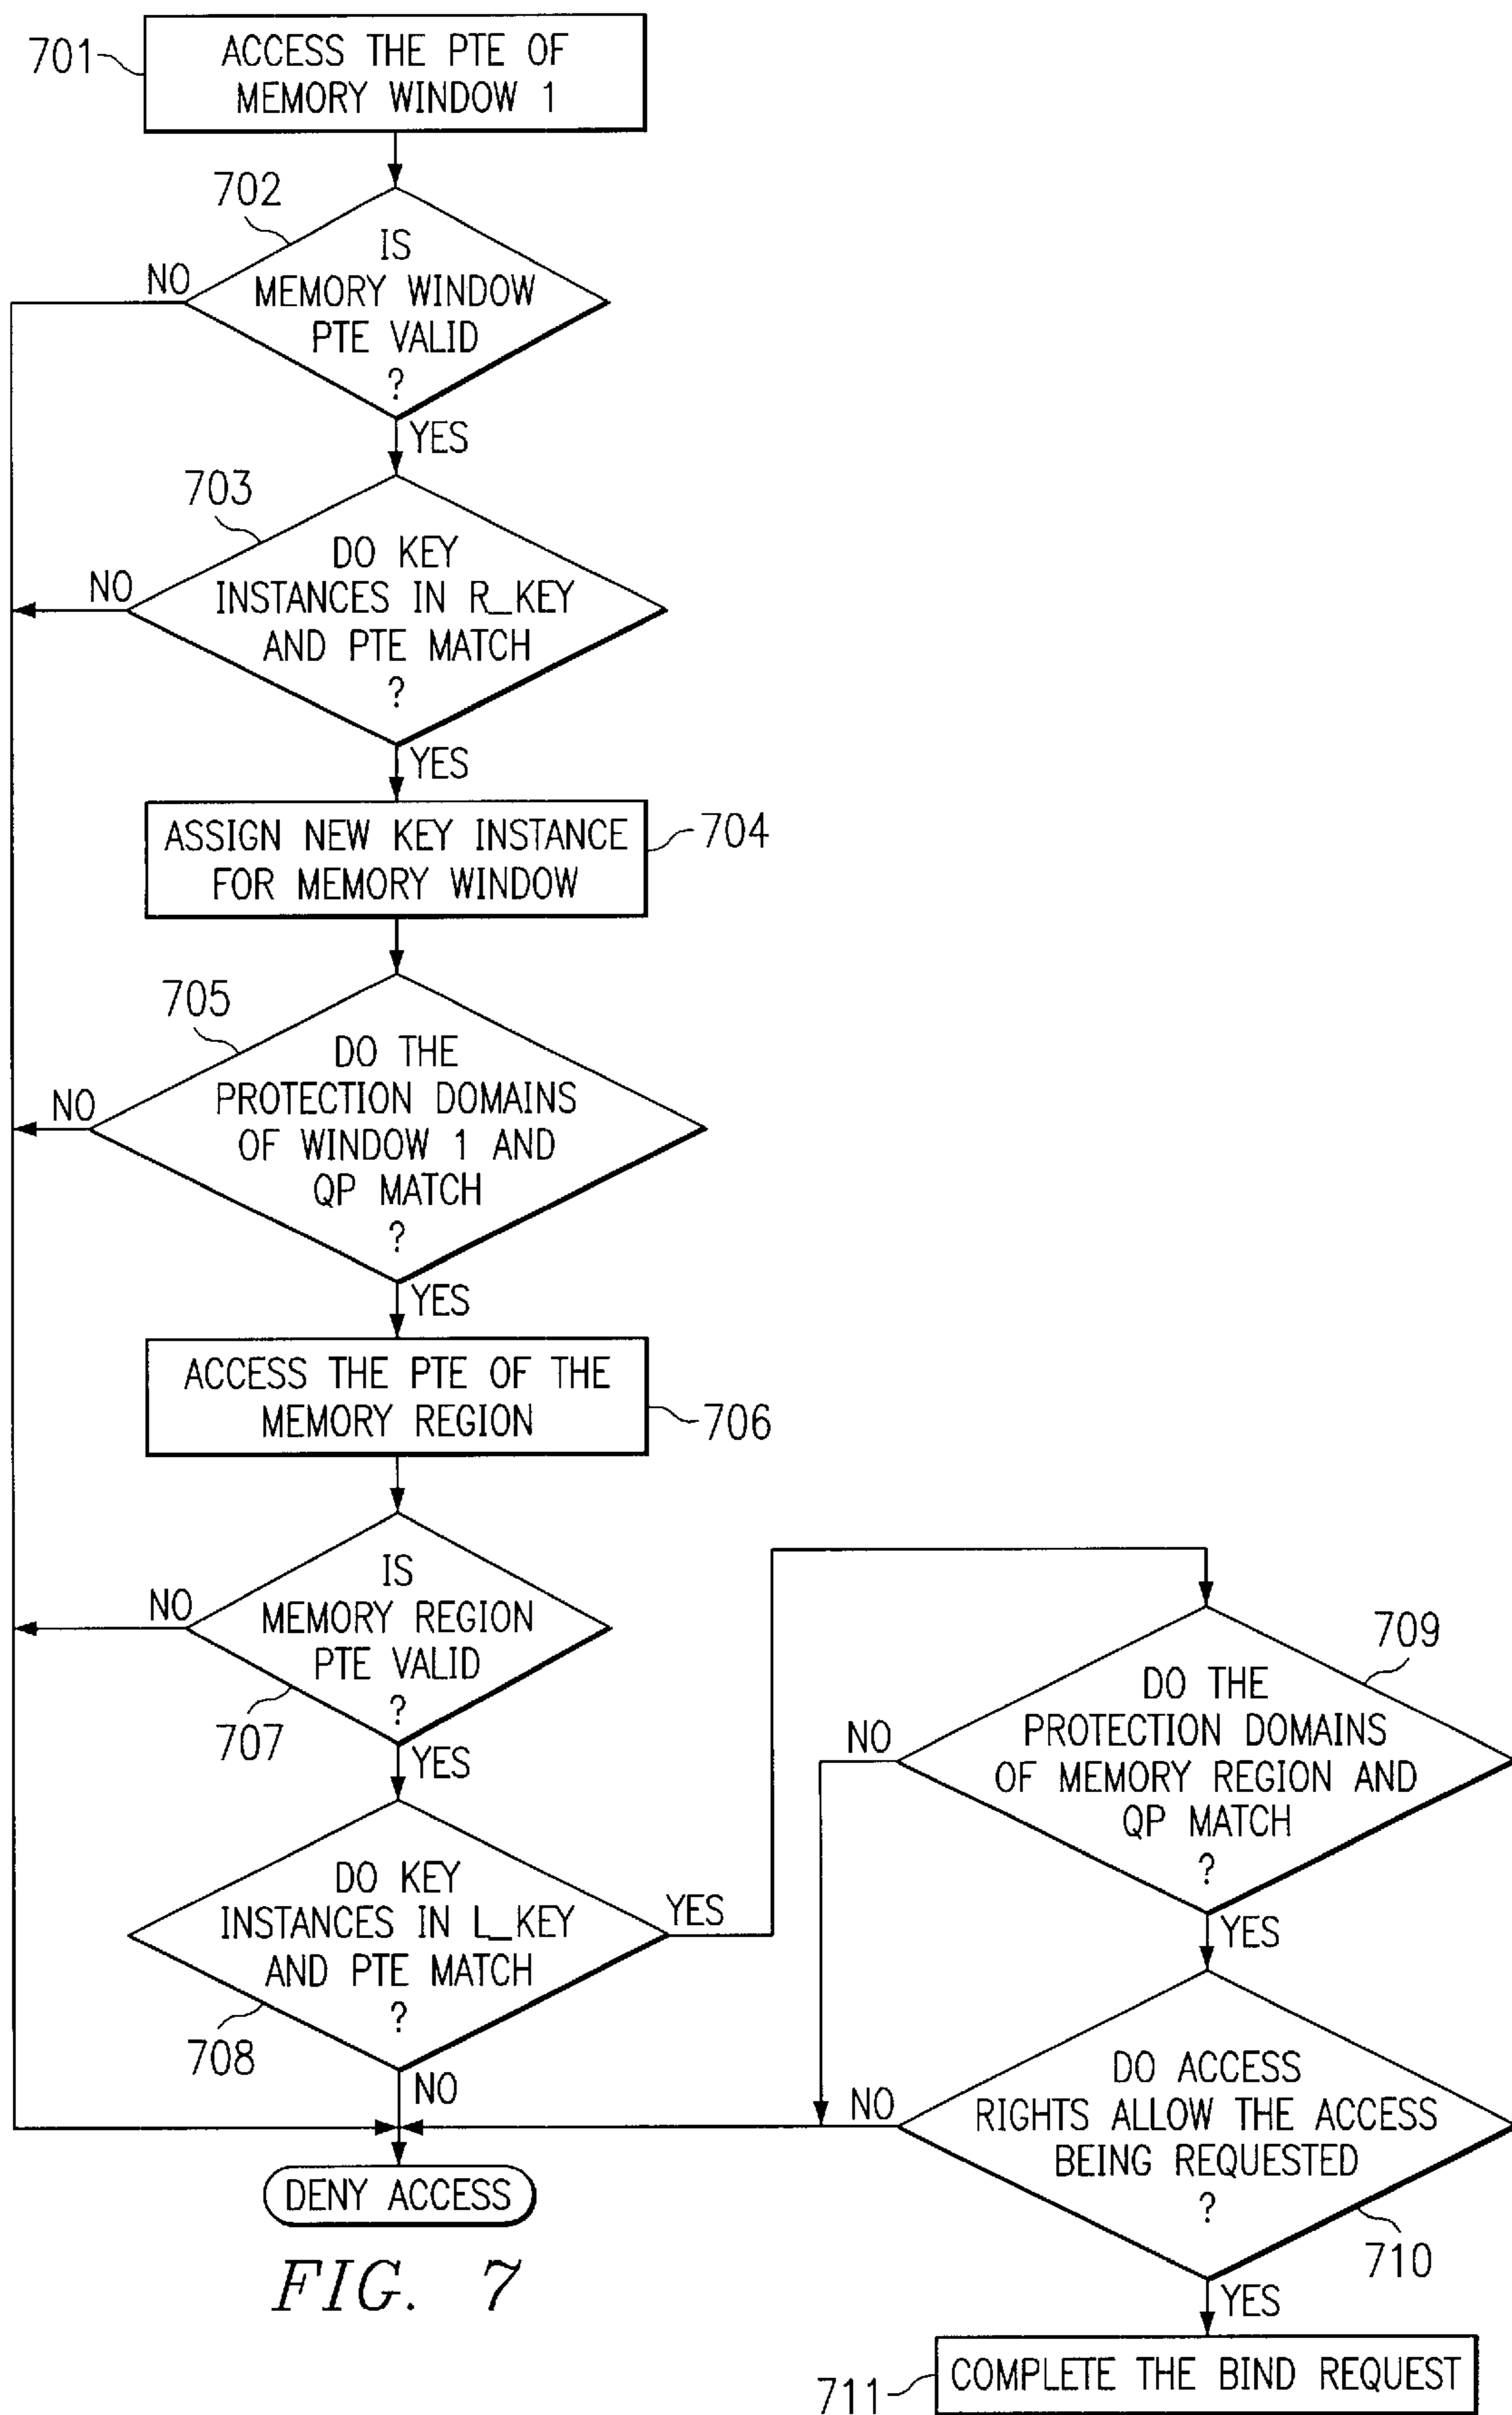 701
ACCESS THE PTE OF
MEMORY WINDOW 1
702
IS
MEMORY WINDOW
PTE VALID
?
NO
YES
703
DO KEY
INSTANCES IN R_KEY
AND PTE MATCH
?
NO
YES
ASSIGN NEW KEY INSTANCE
FOR MEMORY WINDOW
704
705
DO THE
PROTECTION DOMAINS
OF WINDOW 1 AND
QP MATCH
?
NO
YES
ACCESS THE PTE OF THE
MEMORY REGION
706
IS
MEMORY REGION
PTE VALID
?
NO
707
YES
DO KEY
INSTANCES IN L_KEY
AND PTE MATCH
?
YES
708
NO
DENY ACCESS
709
DO THE
PROTECTION DOMAINS
OF MEMORY REGION AND
QP MATCH
?
NO
YES
DO ACCESS
RIGHTS ALLOW THE ACCESS
BEING REQUESTED
?
NO
710
YES
711
COMPLETE THE BIND REQUEST
FIG. 7